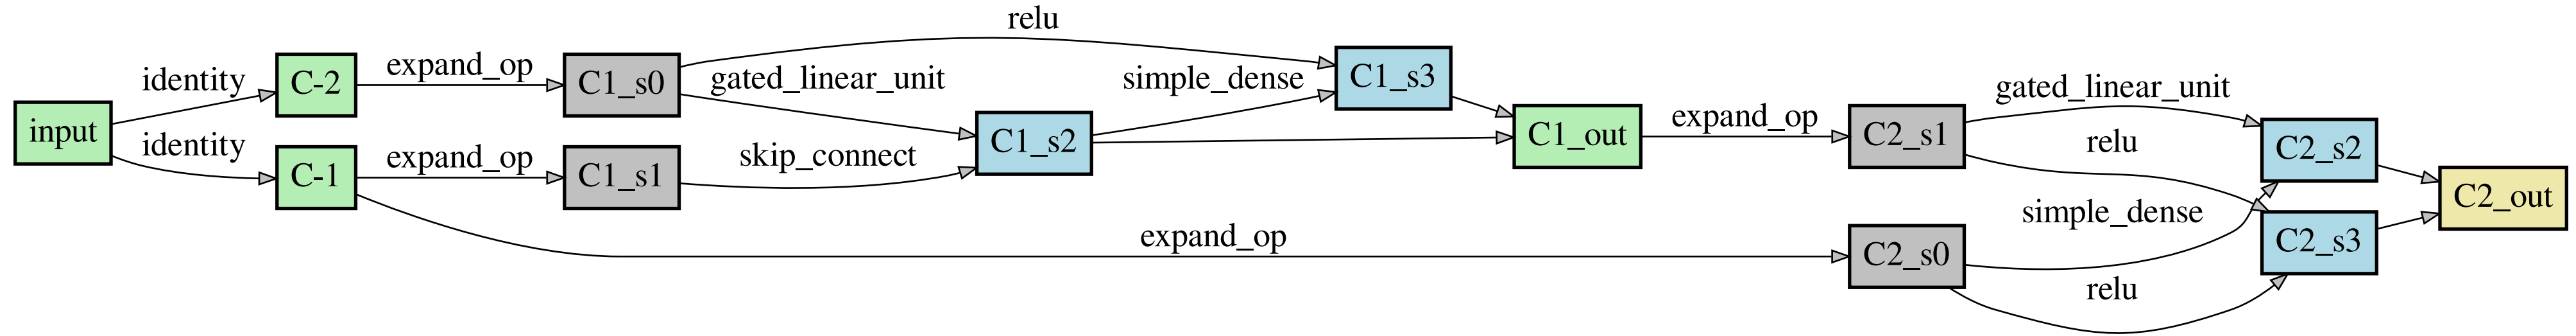 input
identity
identity
C-2
C-1
expand_op
expand_op
C1_s0
C1_s1
relu
gated_linear_unit
skip_connect
C1_s2
simple_dense
C1_s3
C1_out
expand_op
expand_op
C2_s1
C2_s0
gated_linear_unit
relu
simple_dense
relu
C2_s2
C2_s3
C2_out